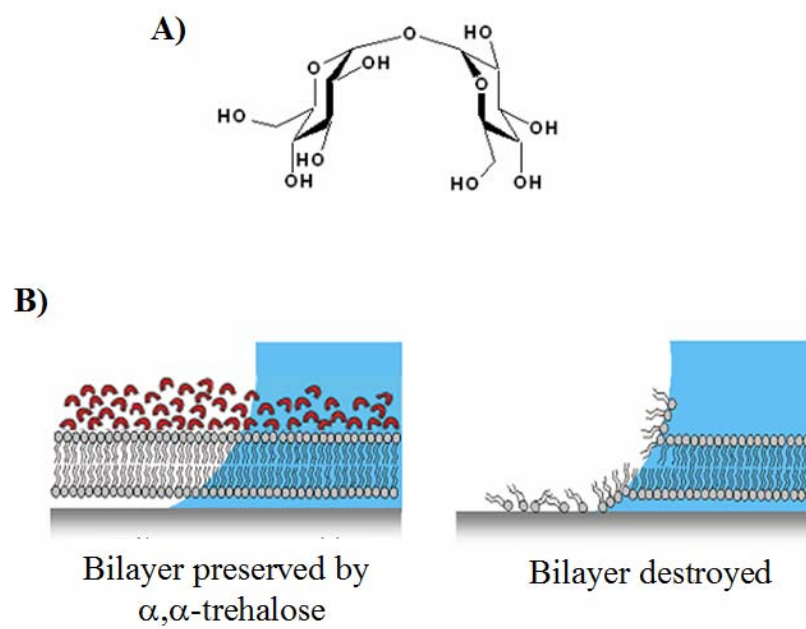 A)
O
HO
O
OH
OH
O
HO
OH
HO
OH
HO
OH
OH
B)
Bilayer preserved by
α,α-trehalose
Bilayer destroyed